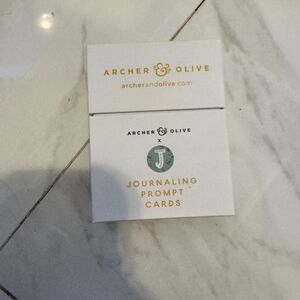 ARCHER & OLIVE
archerandolive.com
ARCHER & OLIVE
X
J
JOURNALING
PROMPT
CARDS